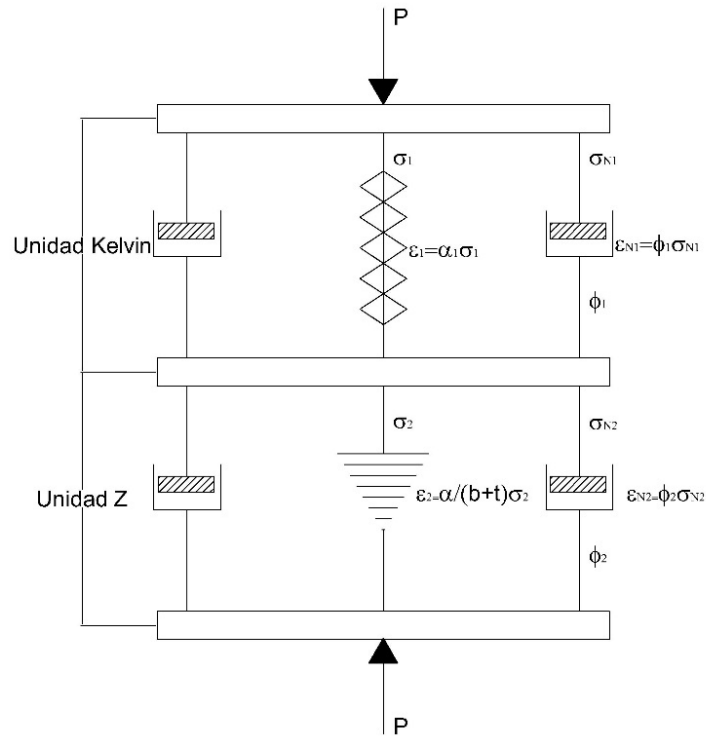 P
σ₁
σN1
Unidad Kelvin
ε₁=α₁σ₁
εN1=ϕ₁σN1
ϕ₁
σ₂
σN2
Unidad Z
ε₂=α/(b+t)σ₂
εN2=ϕ₂σN2
ϕ₂
P